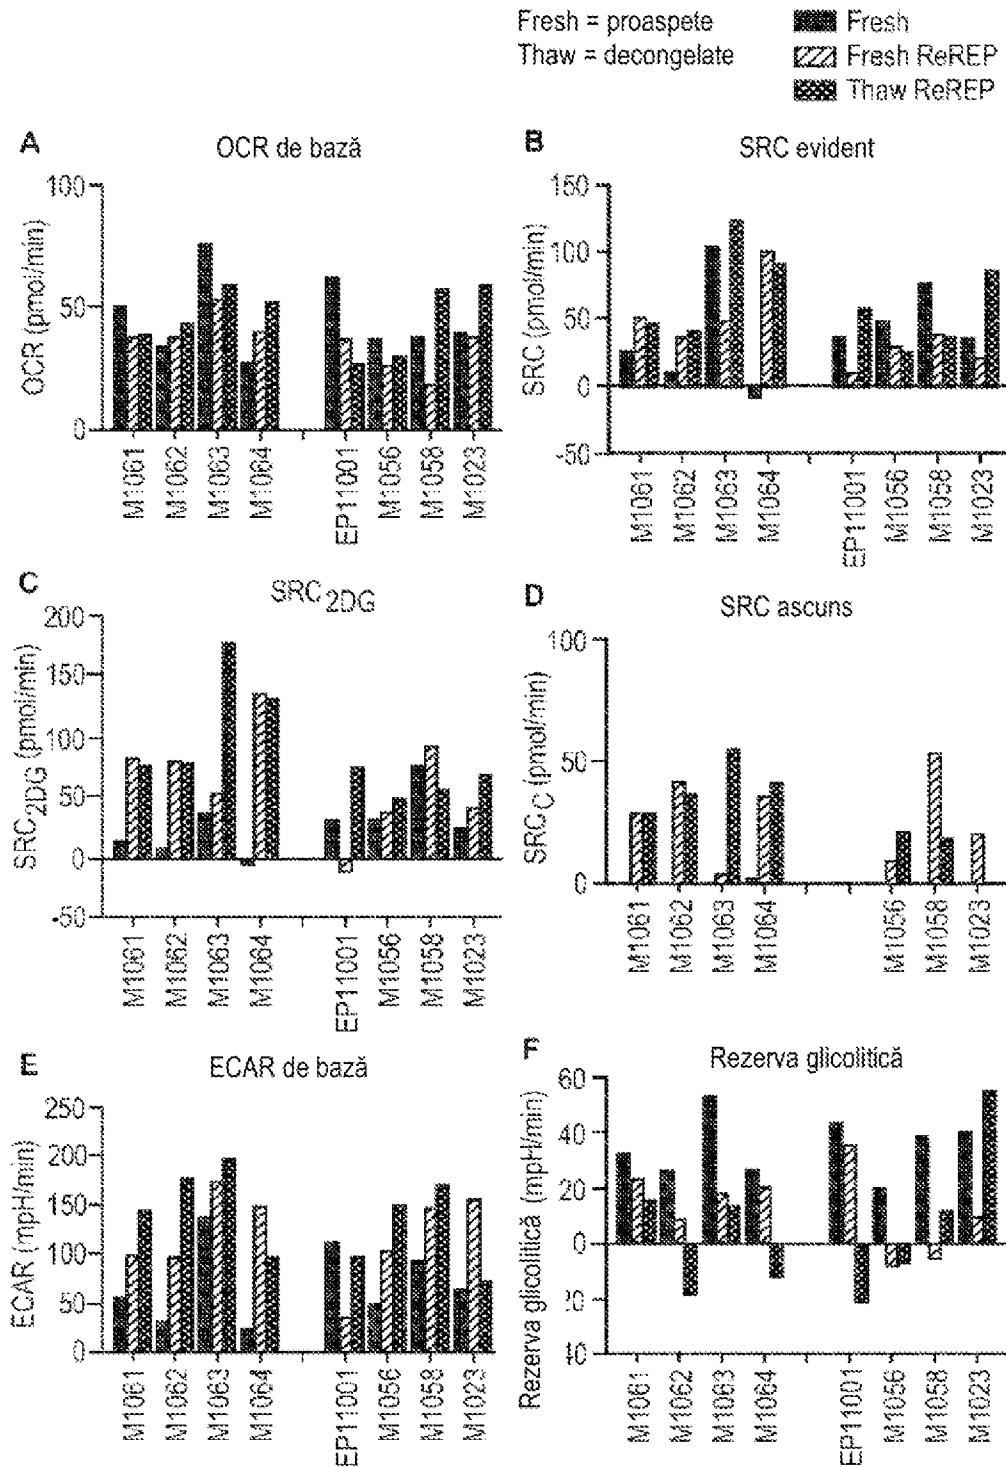 Fresh = proaspete
Thaw = decongelate
Fresh
Fresh ReREP
Thaw ReREP
A
OCR de bază
OCR (pmol/min)
100
50
0
M1061
M1062
M1063
M1064
EP11001
M1056
M1058
M1023
B
SRC evident
SRC (pmol/min)
150
100
50
0
-50
M1061
M1062
M1063
M1064
EP11001
M1056
M1058
M1023
C
SRC2DG
SRC2DG (pmol/min)
200
150
100
50
0
-50
M1061
M1062
M1063
M1064
EP11001
M1056
M1058
M1023
D
SRC ascuns
SRCC (pmol/min)
100
50
0
M1061
M1062
M1063
M1064
M1056
M1058
M1023
E
ECAR de bază
ECAR (mpH/min)
250
200
150
100
50
0
M1061
M1062
M1063
M1064
EP11001
M1056
M1058
M1023
F
Rezerva glicolitică
Rezerva glicolitică (mpH/min)
60
40
20
0
20
40
M1061
M1062
M1063
M1064
EP11001
M1056
M1058
M1023